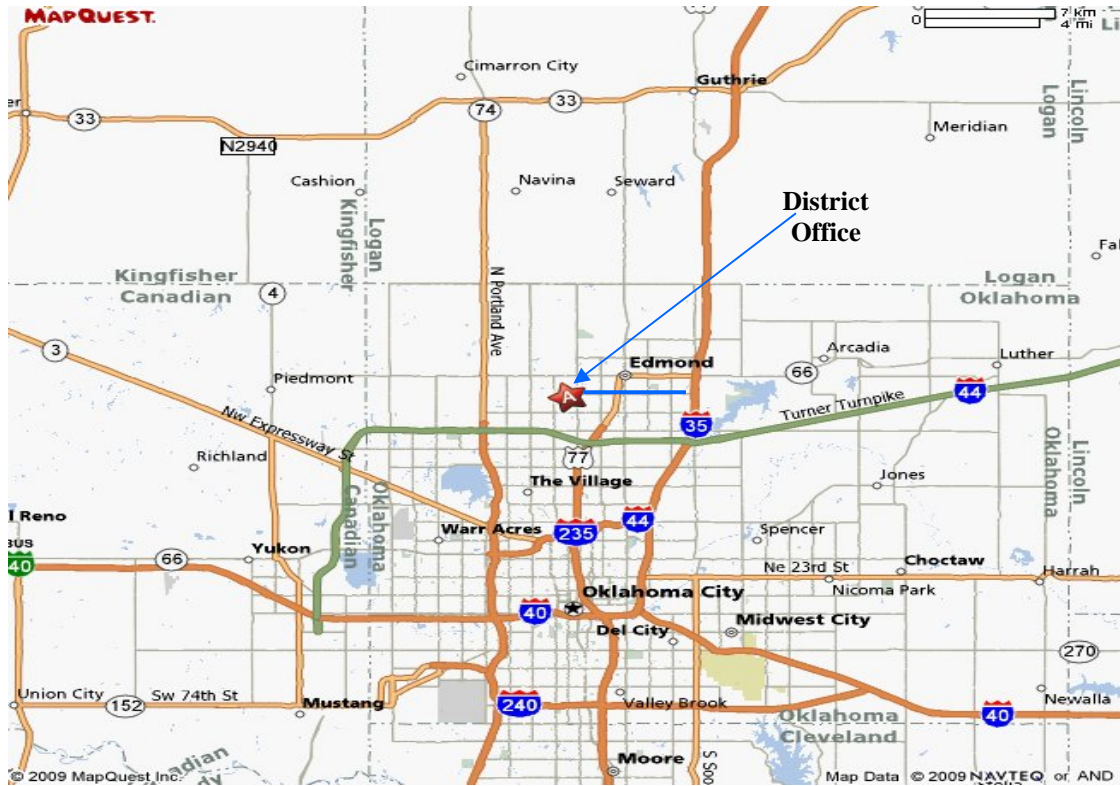 MAPQUEST.
7 km
4 mi
0
Cimarron City
Guthrie
33
74
33
N2940
Meridian
Lincoln
Logan
Cashion
Navina
Seward
District
Office
Logan
Kingfisher
Kingfisher
Canadian
4
N Portland Ave
Logan
Oklahoma
3
Piedmont
Edmond
Arcadia
66
Luther
A
44
Turner Turnpike
35
Nw Expressway St
77
Richland
The Village
Jones
Lincoln
Oklahoma
Oklahoma
Canadian
l Reno
BUS
40
Warr Acres
235
44
Spencer
66
Yukon
Choctaw
Ne 23rd St
Harrah
Nicoma Park
Oklahoma City
40
Del City
Midwest City
270
Union City
152
Sw 74th St
Mustang
240
Valley Brook
Newalla
40
Oklahoma
Cleveland
Moore
S Soo
© 2009 MapQuest Inc.
Map Data © 2009 NAVTEQ or AND